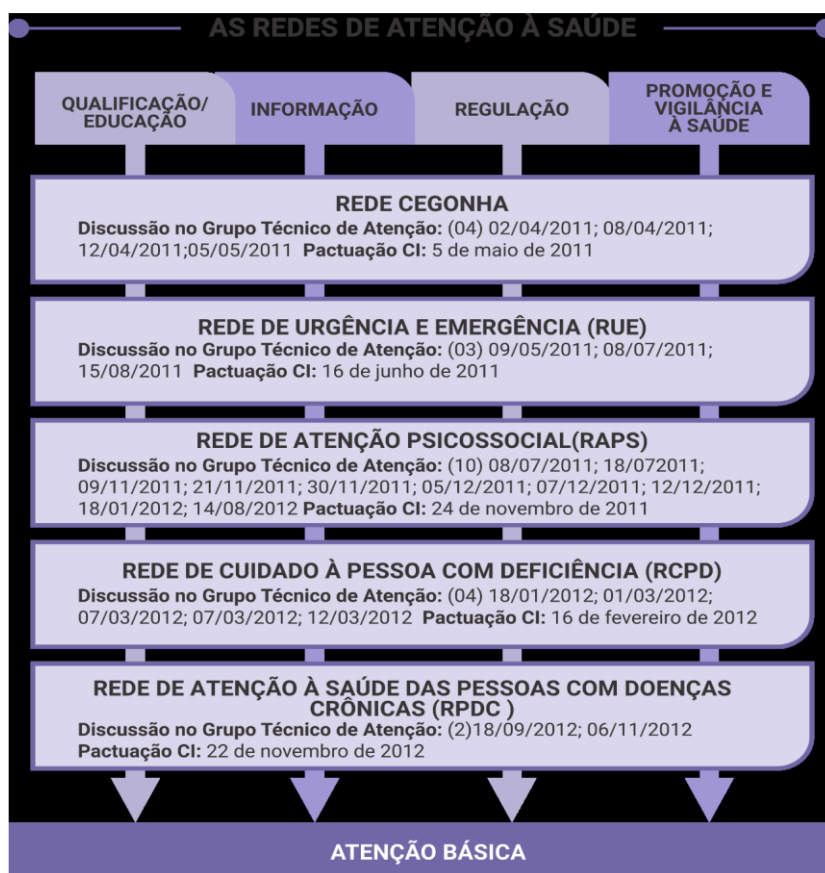 AS REDES DE ATENÇÃO À SAÚDE
QUALIFICAÇÃO/
EDUCAÇÃO
INFORMAÇÃO
REGULAÇÃO
PROMOÇÃO E
VIGILÂNCIA
À SAÚDE
REDE CEGONHA
Discussão no Grupo Técnico de Atenção: (04) 02/04/2011; 08/04/2011;
12/04/2011;05/05/2011 Pactuação CI: 5 de maio de 2011
REDE DE URGÊNCIA E EMERGÊNCIA (RUE)
Discussão no Grupo Técnico de Atenção: (03) 09/05/2011; 08/07/2011;
15/08/2011 Pactuação CI: 16 de junho de 2011
REDE DE ATENÇÃO PSICOSSOCIAL(RAPS)
Discussão no Grupo Técnico de Atenção: (10) 08/07/2011; 18/072011;
09/11/2011; 21/11/2011; 30/11/2011; 05/12/2011; 07/12/2011; 12/12/2011;
18/01/2012; 14/08/2012 Pactuação CI: 24 de novembro de 2011
REDE DE CUIDADO À PESSOA COM DEFICIÊNCIA (RCPD)
Discussão no Grupo Técnico de Atenção: (04) 18/01/2012; 01/03/2012;
07/03/2012; 07/03/2012; 12/03/2012 Pactuação CI: 16 de fevereiro de 2012
REDE DE ATENÇÃO À SAÚDE DAS PESSOAS COM DOENÇAS
CRÔNICAS (RPDC )
Discussão no Grupo Técnico de Atenção: (2)18/09/2012; 06/11/2012
Pactuação CI: 22 de novembro de 2012
ATENÇÃO BÁSICA